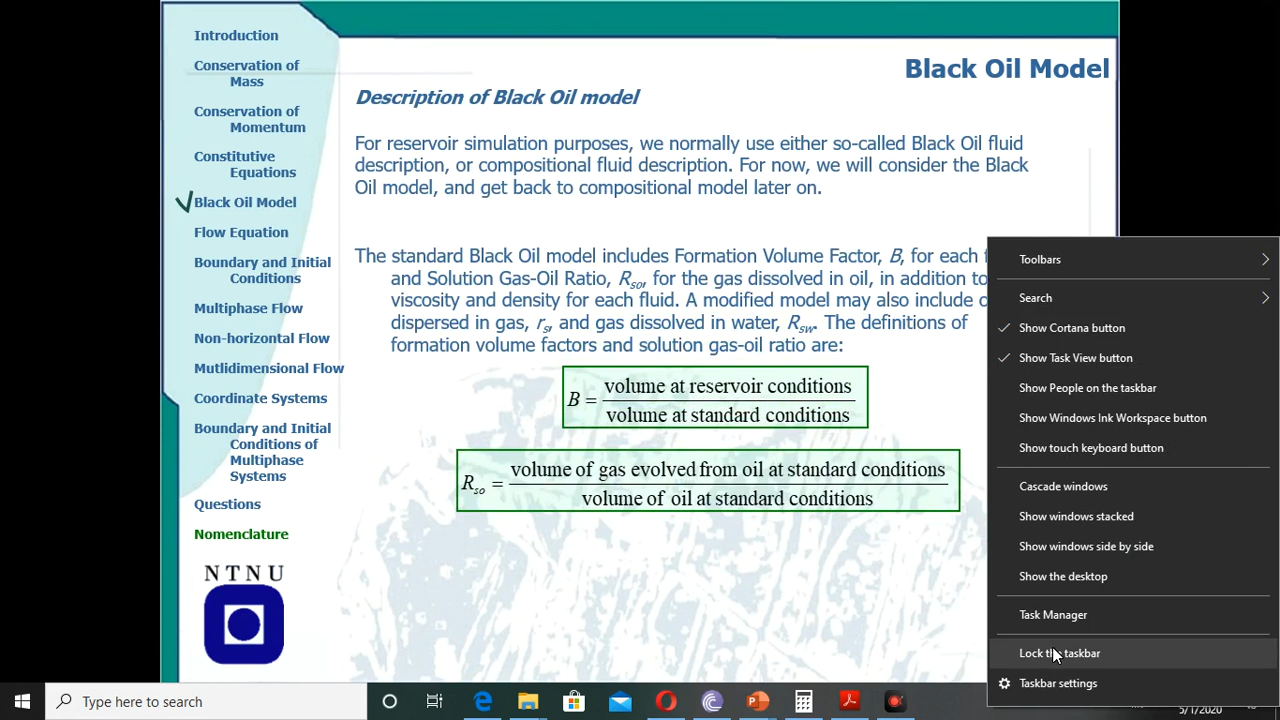 Introduction
Conservation of
Mass
Conservation of
Momentum
Constitutive
Equations
Black Oil Model
Flow Equation
Boundary and Initial
Conditions
Multiphase Flow
Non-horizontal Flow
Mutlidimensional Flow
Coordinate Systems
Boundary and Initial
Conditions of
Multiphase
Systems
Questions
Nomenclature
NTNU
Black Oil Model
Description of Black Oil model
For reservoir simulation purposes, we normally use either so-called Black Oil fluid
description, or compositional fluid description. For now, we will consider the Black
Oil model, and get back to compositional model later on.
The standard Black Oil model includes Formation Volume Factor, B, for each
and Solution Gas-Oil Ratio, Rso, for the gas dissolved in oil, in addition to
viscosity and density for each fluid. A modified model may also include
dispersed in gas, rs, and gas dissolved in water, Rsw. The definitions of
formation volume factors and solution gas-oil ratio are:
B = volume at reservoir conditions
volume at standard conditions
Rso = volume of gas evolved from oil at standard conditions
volume of oil at standard conditions
Toolbars
Search
Show Cortana button
Show Task View button
Show People on the taskbar
Show Windows Ink Workspace button
Show touch keyboard button
Cascade windows
Show windows stacked
Show windows side by side
Show the desktop
Task Manager
Lock the taskbar
Taskbar settings
Type here to search
5/1/2020